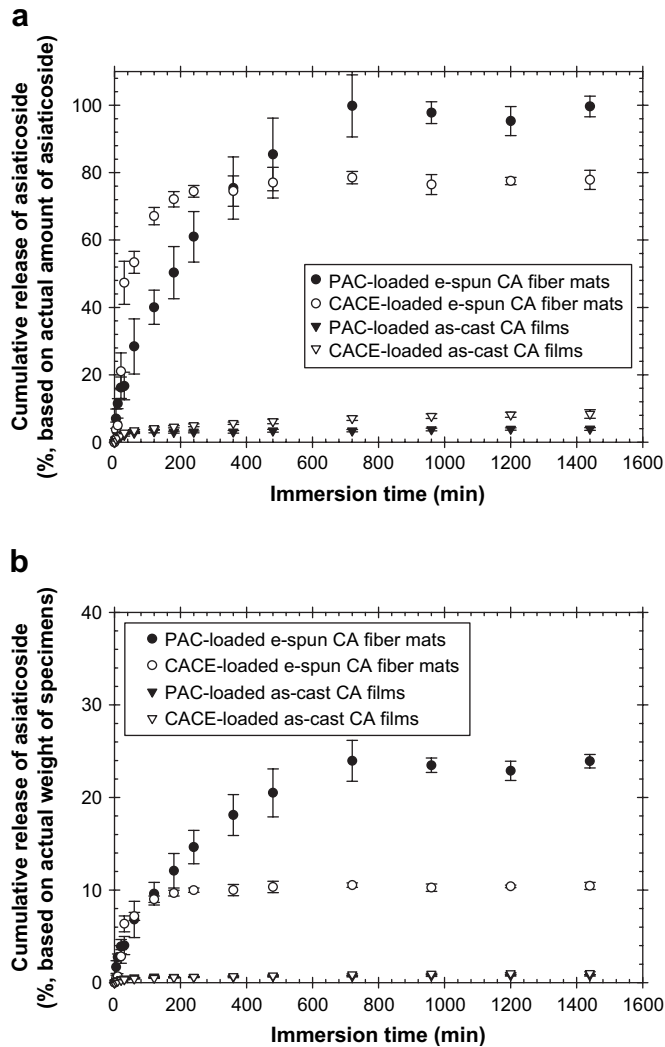 a
Cumulative release of asiaticoside
(%, based on actual amount of asiaticoside)
100
80
60
40
20
0
PAC-loaded e-spun CA fiber mats
CACE-loaded e-spun CA fiber mats
PAC-loaded as-cast CA films
CACE-loaded as-cast CA films
0 200 400 600 800 1000 1200 1400 1600
Immersion time (min)
b
Cumulative release of asiaticoside
(%, based on actual weight of specimens)
40
30
20
10
0
PAC-loaded e-spun CA fiber mats
CACE-loaded e-spun CA fiber mats
PAC-loaded as-cast CA films
CACE-loaded as-cast CA films
0 200 400 600 800 1000 1200 1400 1600
Immersion time (min)